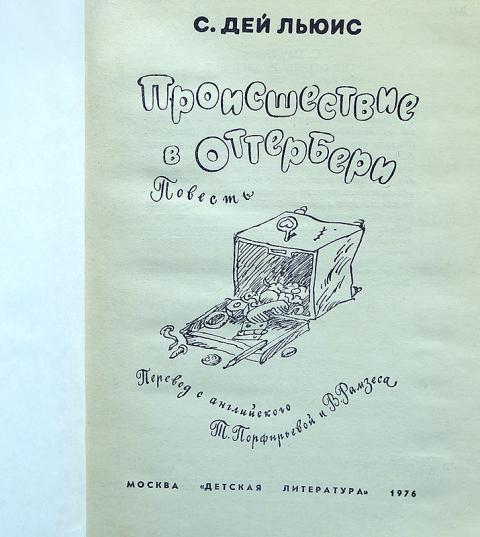 С. ДЕЙ ЛЬЮИС
Происшествие
в Оттербери
Повесть
Перевод с английского
Т. Порфирьевой и В. Рамзеса
МОСКВА «ДЕТСКАЯ ЛИТЕРАТУРА» 1976